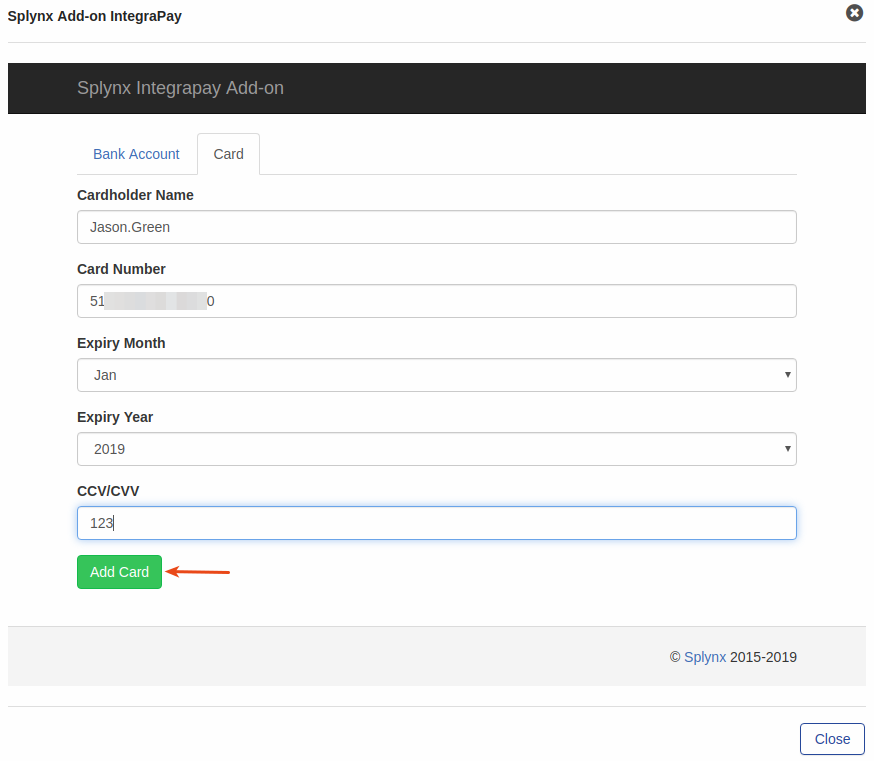 Splynx Add-on IntegraPay
Splynx Integrapay Add-on
Bank Account Card
Cardholder Name
Jason.Green
Card Number
51 0
Expiry Month
Jan
Expiry Year
2019
CCV/CVV
123
Add Card
© Splynx 2015-2019
Close